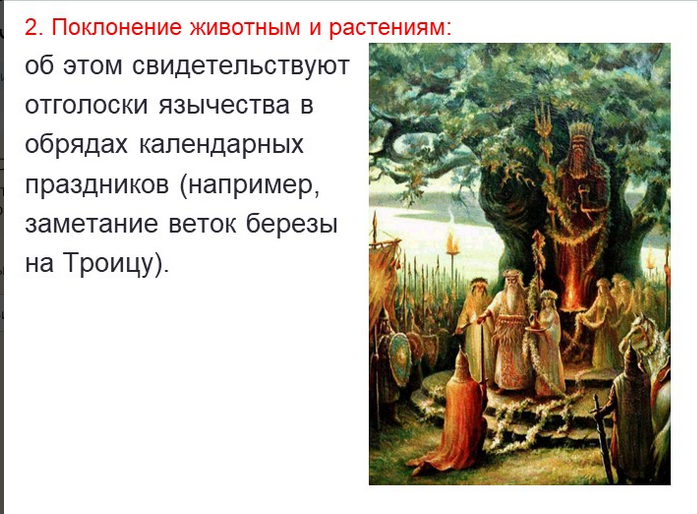 2. Поклонение животным и растениям:
об этом свидетельствуют
отголоски язычества в
обрядах календарных
праздников (например,
заметание веток березы
на Троицу).